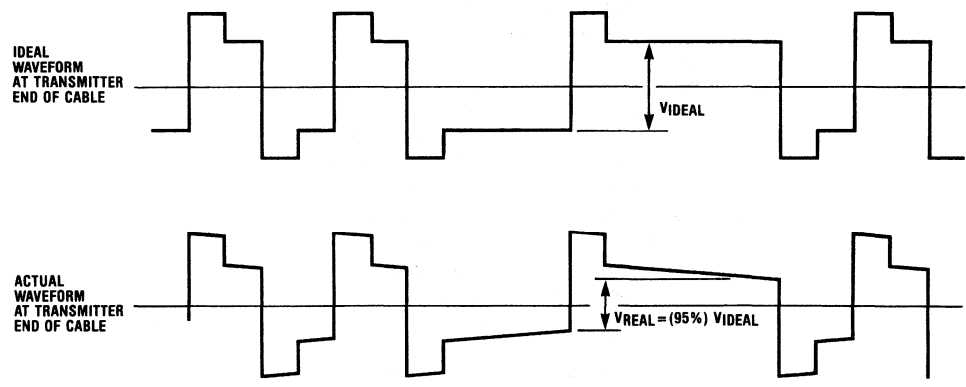 IDEAL
WAVEFORM
AT TRANSMITTER
END OF CABLE
VIDEAL
ACTUAL
WAVEFORM
AT TRANSMITTER
END OF CABLE
VREAL=(95%) VIDEAL